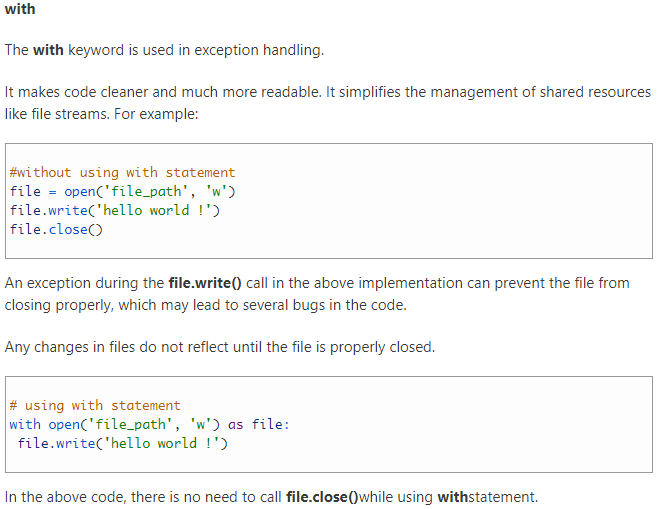 with
The with keyword is used in exception handling.
It makes code cleaner and much more readable. It simplifies the management of shared resources
like file streams. For example:
#without using with statement
file = open('file_path', 'w')
file.write('hello world !')
file.close()
An exception during the file.write() call in the above implementation can prevent the file from
closing properly, which may lead to several bugs in the code.
Any changes in files do not reflect until the file is properly closed.
# using with statement
with open('file_path', 'w') as file:
 file.write('hello world !')
In the above code, there is no need to call file.close()while using withstatement.